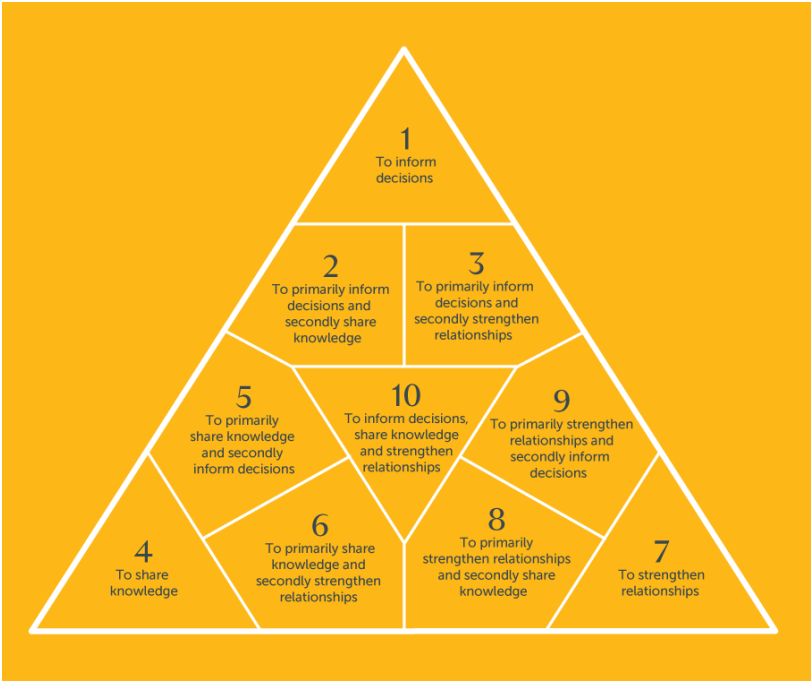 1
To inform
decisions
2
To primarily inform
decisions and
secondly share
knowledge
3
To primarily inform
decisions and
secondly strengthen
relationships
5
To primarily
share knowledge
and secondly
inform decisions
10
To inform decisions,
share knowledge
and strengthen
relationships
9
To primarily strengthen
relationships and
secondly inform
decisions
4
To share
knowledge
6
To primarily share
knowledge and
secondly strengthen
relationships
8
To primarily
strengthen relationships
and secondly share
knowledge
7
To strengthen
relationships